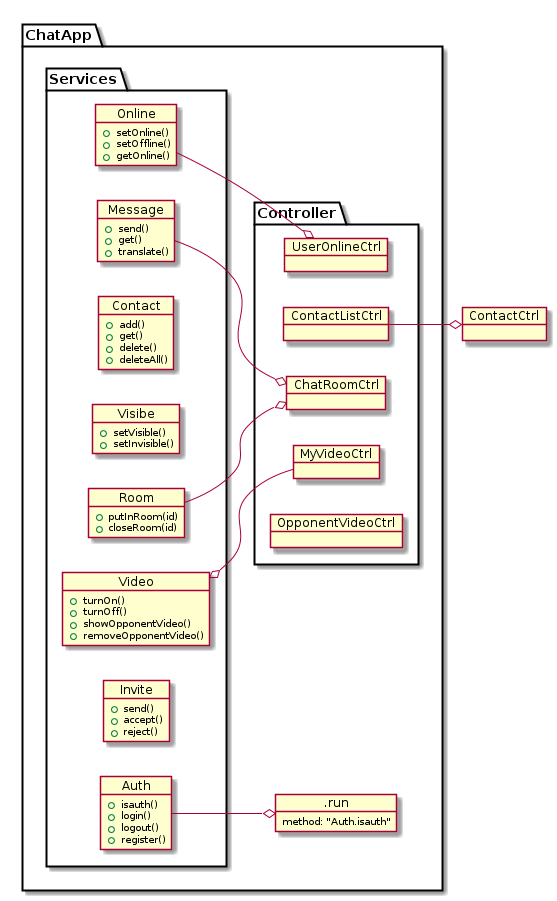 ChatApp
Services
Online
setOnline()
setOffline()
getOnline()
Message
send()
get()
translate()
Contact
add()
get()
delete()
deleteAll()
Visibe
setVisible()
setInvisible()
Room
putInRoom(id)
closeRoom(id)
Video
turnOn()
turnOff()
showOpponentVideo()
removeOpponentVideo()
Invite
send()
accept()
reject()
Auth
isauth()
login()
logout()
register()
Controller
UserOnlineCtrl
ContactListCtrl
ChatRoomCtrl
MyVideoCtrl
OpponentVideoCtrl
ContactCtrl
.run
method: "Auth.isauth"